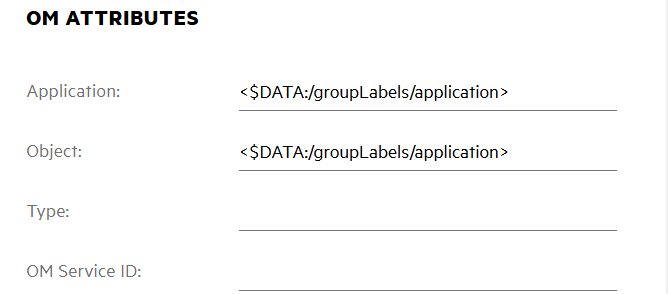 OM ATTRIBUTES
Application: <$DATA:/groupLabels/application>
Object: <$DATA:/groupLabels/application>
Type:
OM Service ID: